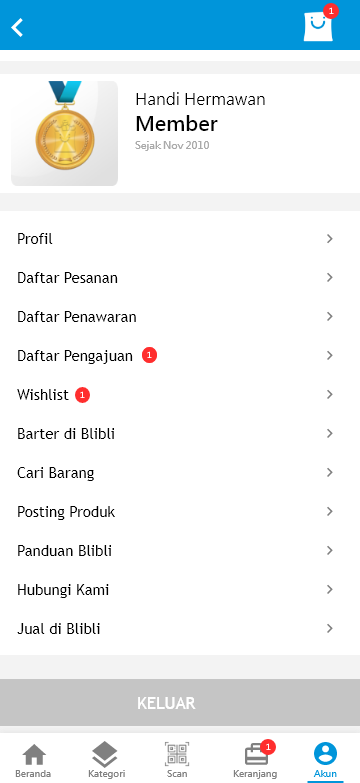 1
Handi Hermawan
Member
Sejak Nov 2010
Profil
Daftar Pesanan
Daftar Penawaran
Daftar Pengajuan 1
Wishlist 1
Barter di Blibli
Cari Barang
Posting Produk
Panduan Blibli
Hubungi Kami
Jual di Blibli
KELUAR
1
Beranda Kategori Scan Keranjang Akun